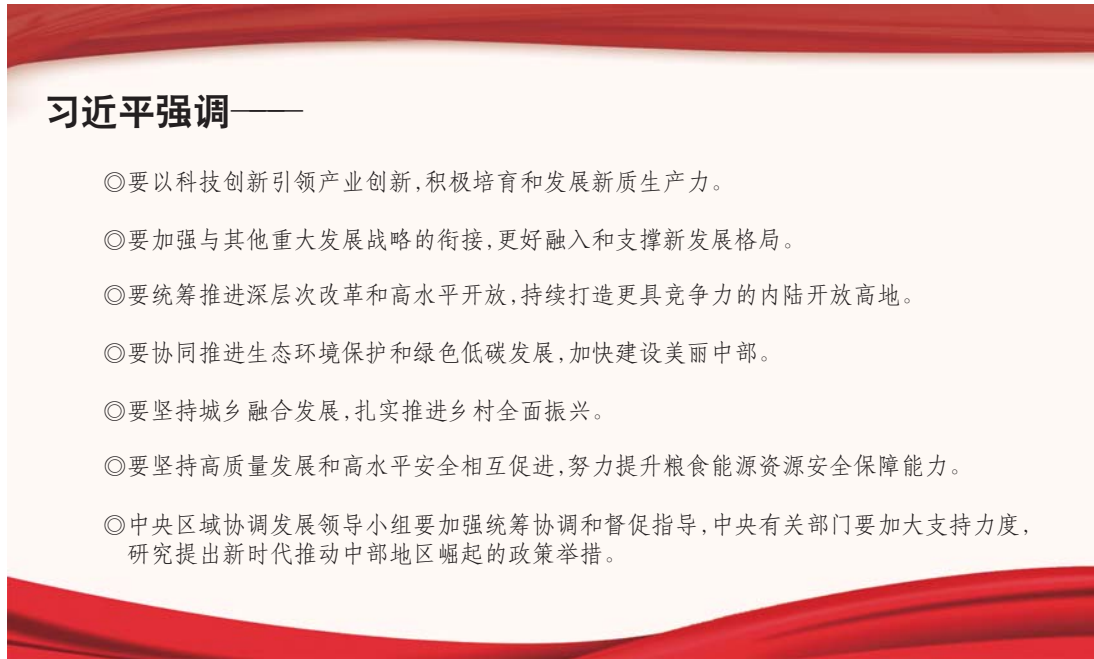 习近平强调——
◎要以科技创新引领产业创新,积极培育和发展新质生产力。
◎要加强与其他重大发展战略的衔接,更好融入和支撑新发展格局。
◎要统筹推进深层次改革和高水平开放,持续打造更具竞争力的内陆开放高地。
◎要协同推进生态环境保护和绿色低碳发展,加快建设美丽中部。
◎要坚持城乡融合发展,扎实推进乡村全面振兴。
◎要坚持高质量发展和高水平安全相互促进,努力提升粮食能源资源安全保障能力。
◎中央区域协调发展领导小组要加强统筹协调和督促指导,中央有关部门要加大支持力度,
研究提出新时代推动中部地区崛起的政策举措。